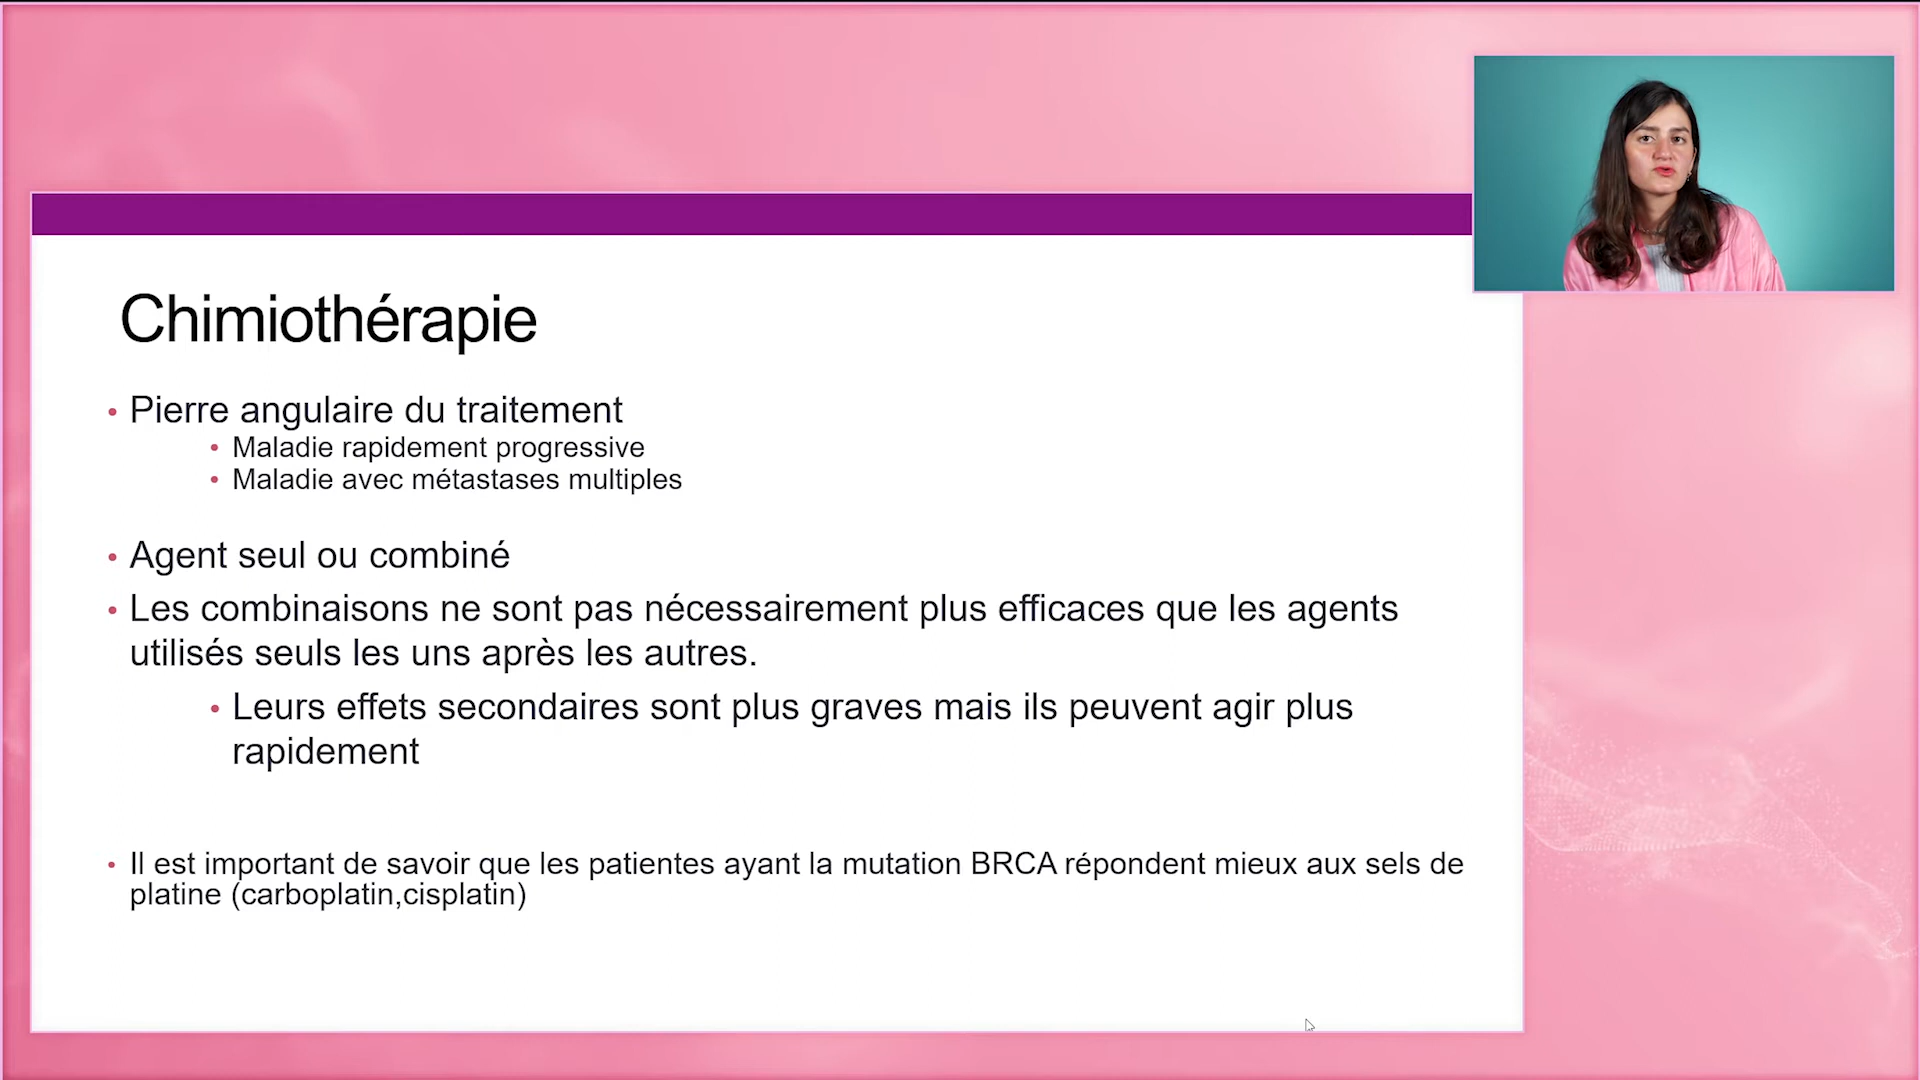 Chimiothérapie
• Pierre angulaire du traitement
• Maladie rapidement progressive
• Maladie avec métastases multiples
• Agent seul ou combiné
• Les combinaisons ne sont pas nécessairement plus efficaces que les agents
utilisés seuls les uns après les autres.
• Leurs effets secondaires sont plus graves mais ils peuvent agir plus
rapidement
• Il est important de savoir que les patientes ayant la mutation BRCA répondent mieux aux sels de
platine (carboplatin,cisplatin)